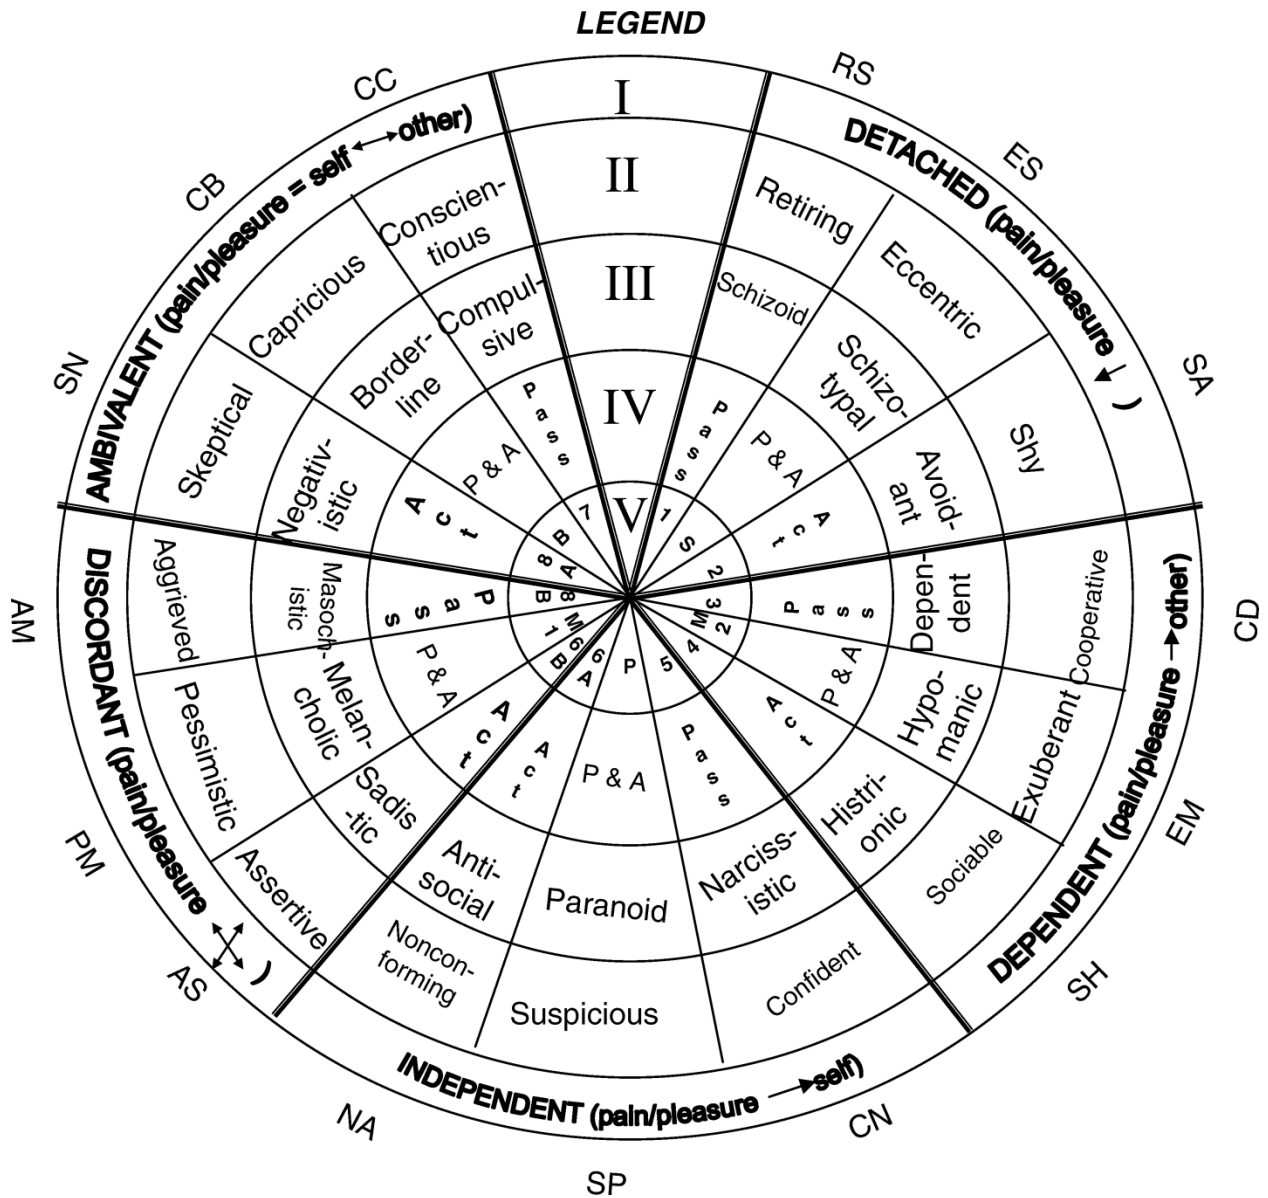 LEGEND
I
II
III
IV
V
RS
ES
SA
DETACHED (pain/pleasure ↓ )
Retiring
Eccentric
Shy
Schizoid
Schizo-
typal
Avoid-
ant
Pass
P & A
Act
1
S
2
CD
EM
SH
DEPENDENT (pain/pleasure → other)
Cooperative
Exuberant
Sociable
Depen-
dent
Hypo-
manic
Histri-
onic
Pass
P & A
Act
3
M
2
4
CN
SP
NA
INDEPENDENT (pain/pleasure → self)
Confident
Suspicious
Noncon-
forming
Narciss-
istic
Paranoid
Anti-
social
Pass
P & A
Act
5
P
6
A
AS
PM
AM
DISCORDANT (pain/pleasure )
Assertive
Pessimistic
Aggrieved
Sadis
-tic
Melan-
cholic
Masoch-
istic
Act
P & A
Pass
6
B
M
1
8
B
SN
CB
CC
AMBIVALENT (pain/pleasure = self ↔ other)
Skeptical
Capricious
Conscien-
tious
Negativ-
istic
Border-
line
Compul-
sive
Act
P & A
Pass
8
A
B
7